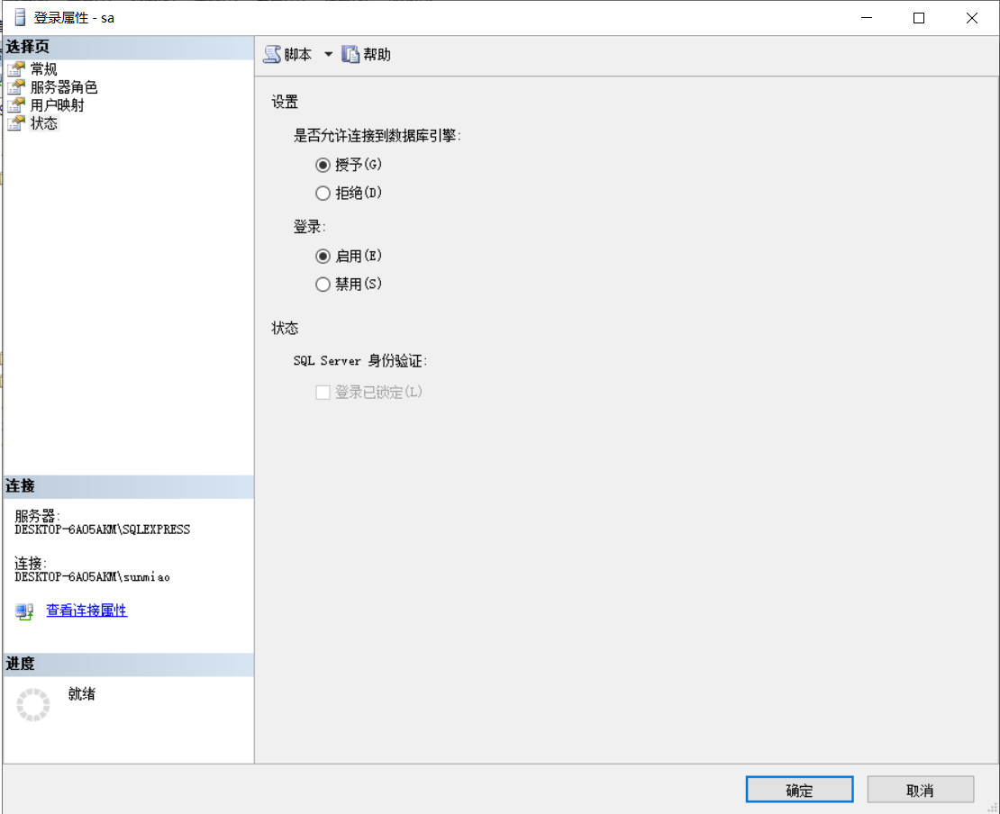 登录属性 - sa
选择页
常规
服务器角色
用户映射
状态
脚本
帮助
设置
是否允许连接到数据库引擎:
授予(G)
拒绝(D)
登录:
启用(E)
禁用(S)
状态
SQL Server 身份验证:
登录已锁定(L)
连接
服务器:
DESKTOP-6AO5AKM\SQLEXPRESS
连接:
DESKTOP-6AO5AKM\sunmiao
查看连接属性
进度
就绪
确定
取消